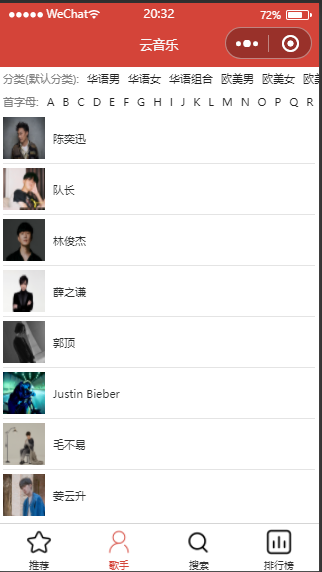 WeChat 20:32 72%
云音乐
分类(默认分类): 华语男 华语女 华语组合 欧美男 欧美女 欧美
首字母: A B C D E F G H I J K L M N O P Q R
陈奕迅
队长
林俊杰
薛之谦
郭顶
Justin Bieber
毛不易
姜云升
推荐 歌手 搜索 排行榜